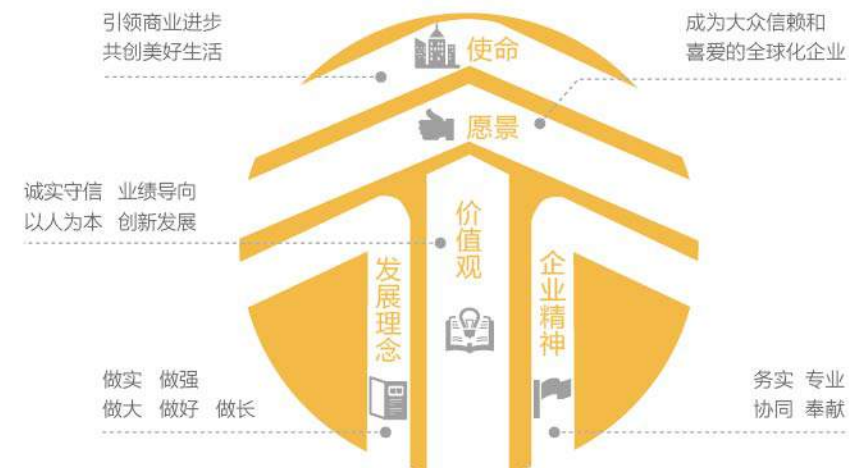 引领商业进步
共创美好生活
使命
成为大众信赖和
喜爱的全球化企业
愿景
诚实守信 业绩导向
以人为本 创新发展
价值观
发展理念
企业精神
做实 做强
做大 做好 做长
务实 专业
协同 奉献